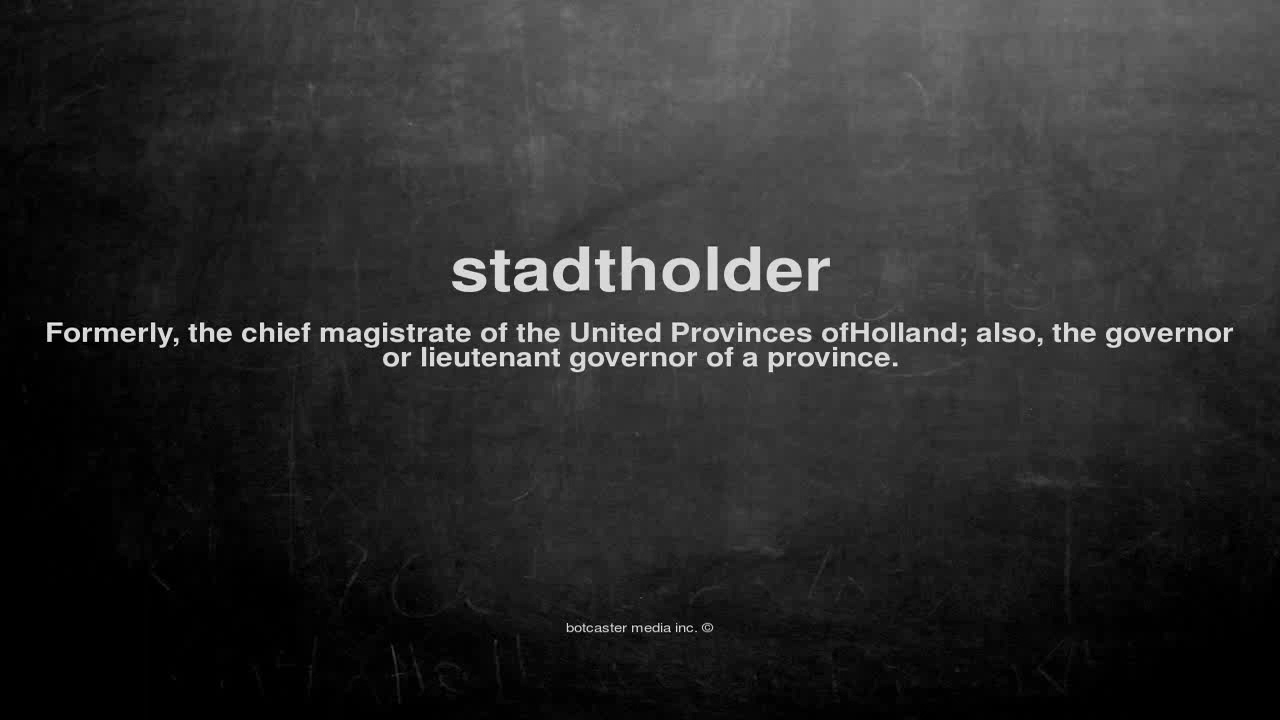 stadtholder
Formerly, the chief magistrate of the United Provinces ofHolland; also, the governor
or lieutenant governor of a province.
botcaster media inc. ©